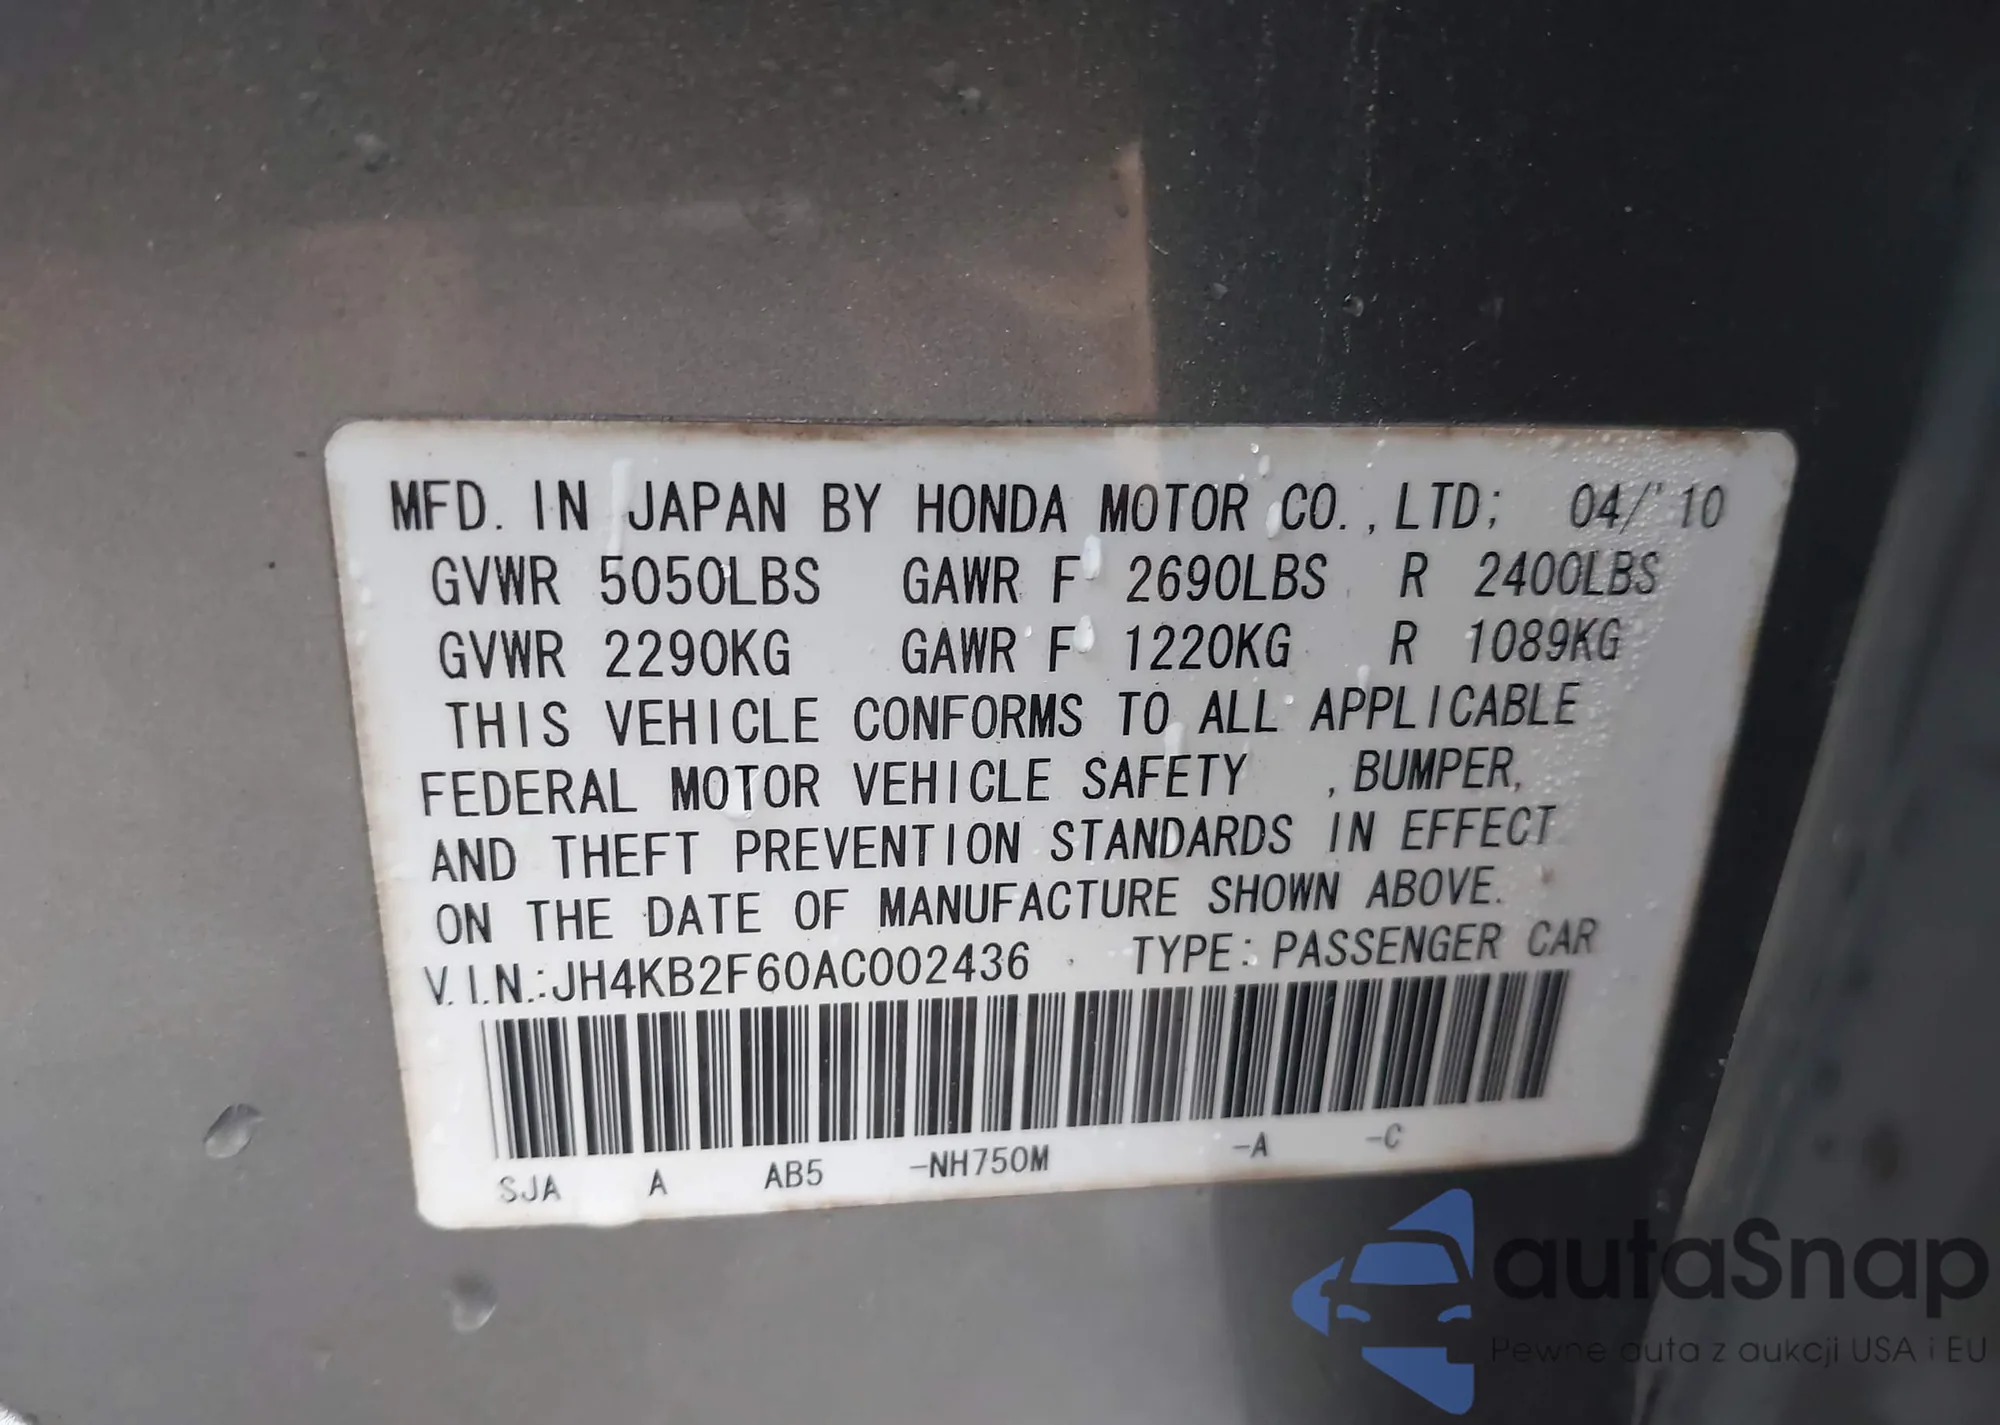 MFD. IN JAPAN BY HONDA MOTOR CO.,LTD; 04/'10
GVWR 5050LBS GAWR F 2690LBS R 2400LBS
GVWR 2290KG GAWR F 1220KG R 1089KG
THIS VEHICLE CONFORMS TO ALL APPLICABLE
FEDERAL MOTOR VEHICLE SAFETY ,BUMPER,
AND THEFT PREVENTION STANDARDS IN EFFECT
ON THE DATE OF MANUFACTURE SHOWN ABOVE.
V.I.N.:JH4KB2F60AC002436 TYPE:PASSENGER CAR
SJA A AB5 -NH750M -A -C
autaSnap
Pewne auta z aukcji USA i EU